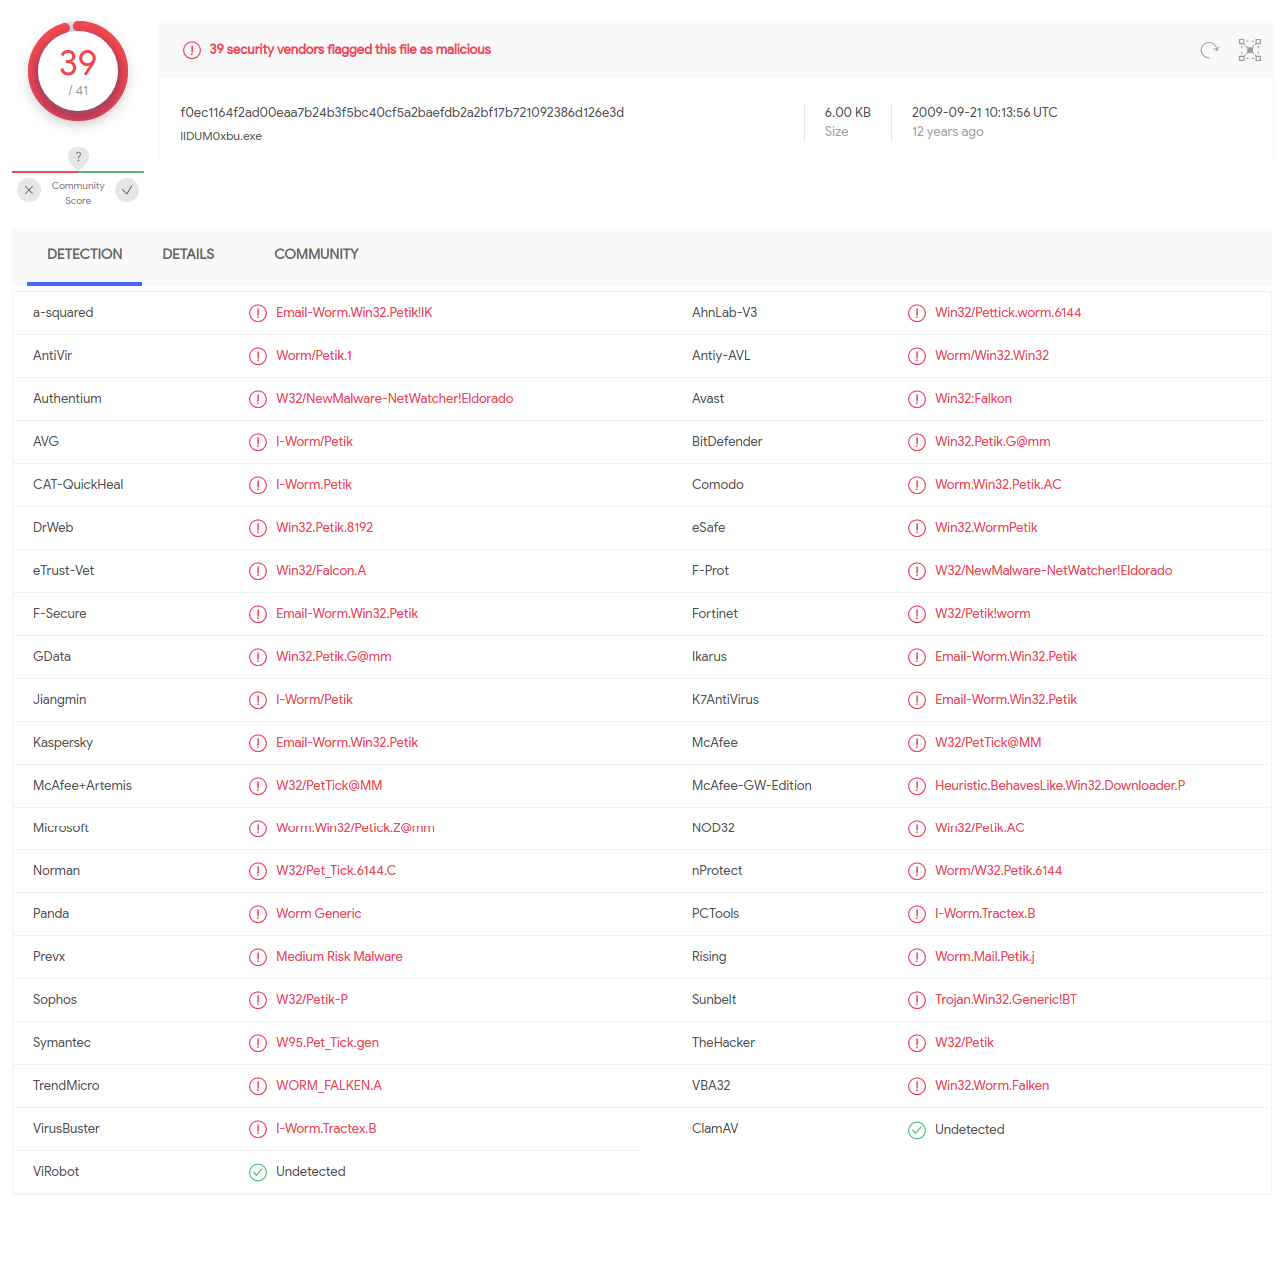 39
/ 41
39 security vendors flagged this file as malicious
f0ec1164f2ad00eaa7b24b3f5bc40cf5a2baefdb2a2bf17b721092386d126e3d
IIDUM0xbu.exe
6.00 KB
Size
2009-09-21 10:13:56 UTC
12 years ago
?
Community
Score
DETECTION DETAILS COMMUNITY
a-squared Email-Worm.Win32.Petik!IK AhnLab-V3 Win32/Pettick.worm.6144
AntiVir Worm/Petik.1 Antiy-AVL Worm/Win32.Win32
Authentium W32/NewMalware-NetWatcher!Eldorado Avast Win32:Falkon
AVG I-Worm/Petik BitDefender Win32.Petik.G@mm
CAT-QuickHeal I-Worm.Petik Comodo Worm.Win32.Petik.AC
DrWeb Win32.Petik.8192 eSafe Win32.WormPetik
eTrust-Vet Win32/Falcon.A F-Prot W32/NewMalware-NetWatcher!Eldorado
F-Secure Email-Worm.Win32.Petik Fortinet W32/Petik!worm
GData Win32.Petik.G@mm Ikarus Email-Worm.Win32.Petik
Jiangmin I-Worm/Petik K7AntiVirus Email-Worm.Win32.Petik
Kaspersky Email-Worm.Win32.Petik McAfee W32/PetTick@MM
McAfee+Artemis W32/PetTick@MM McAfee-GW-Edition Heuristic.BehavesLike.Win32.Downloader.P
Microsoft Worm:Win32/Petick.Z@mm NOD32 Win32/Petik.AC
Norman W32/Pet_Tick.6144.C nProtect Worm/W32.Petik.6144
Panda Worm Generic PCTools I-Worm.Tractex.B
Prevx Medium Risk Malware Rising Worm.Mail.Petik.j
Sophos W32/Petik-P Sunbelt Trojan.Win32.Generic!BT
Symantec W95.Pet_Tick.gen TheHacker W32/Petik
TrendMicro WORM_FALKEN.A VBA32 Win32.Worm.Falken
VirusBuster I-Worm.Tractex.B ClamAV Undetected
ViRobot Undetected